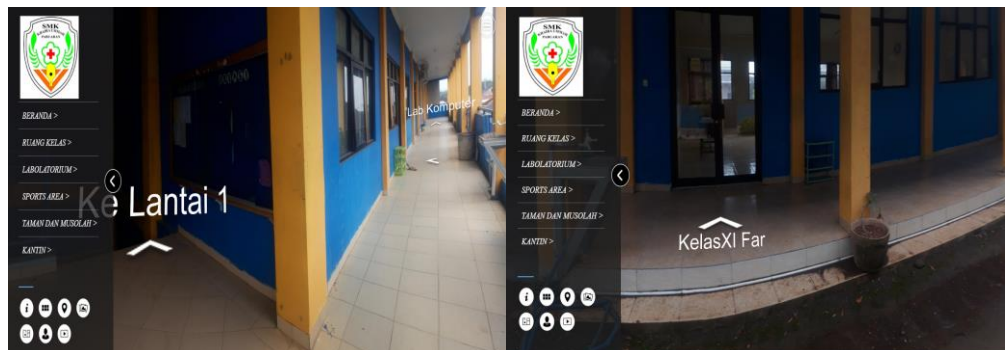 SMK
BERANDA >
RUANG KELAS >
LABOLATORIUM >
SPORTS AREA >
TAMAN DAN MUSOLAH >
KANTIN >
Ke Lantai 1
Lab Komputer
SMK
BERANDA >
RUANG KELAS >
LABOLATORIUM >
SPORTS AREA >
TAMAN DAN MUSOLAH >
KANTIN >
KelasXI Far